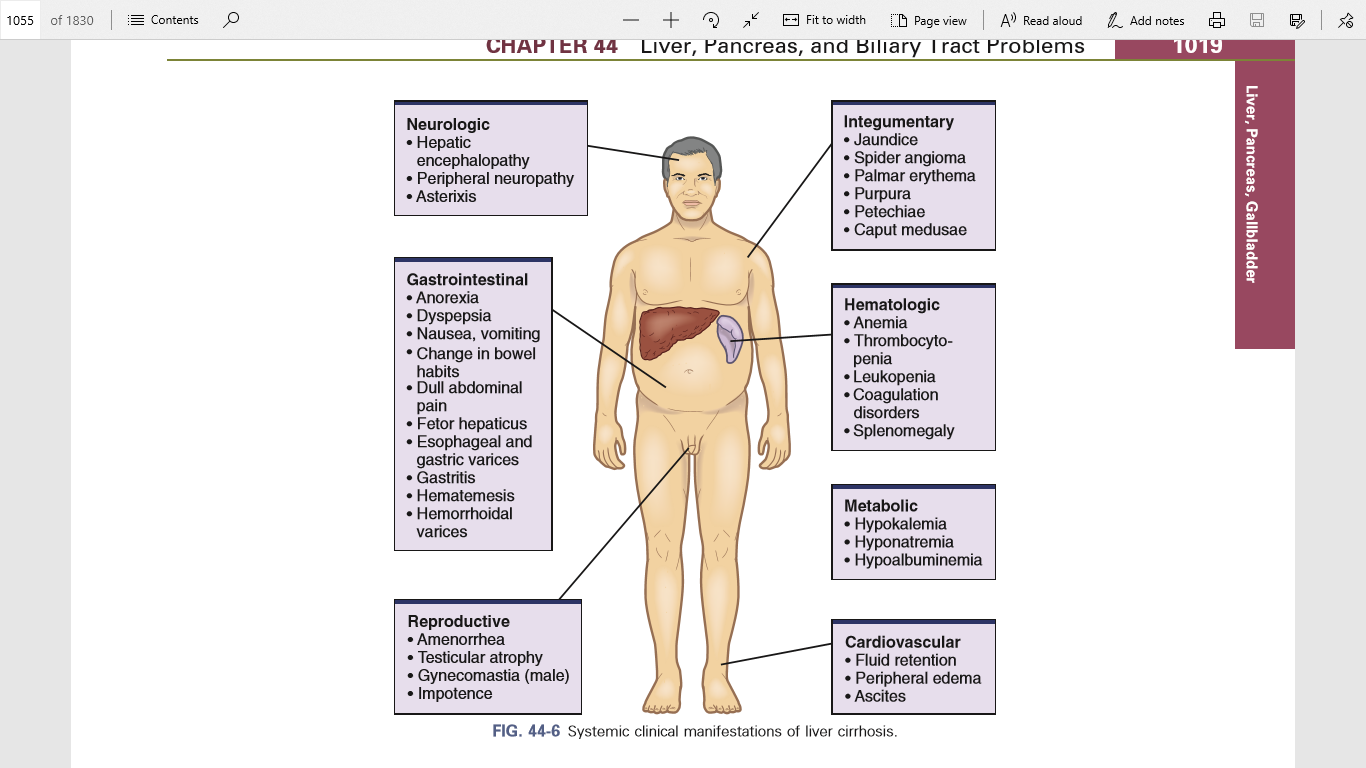 1055 of 1830 Contents Fit to width Page view Read aloud Add notes
CHAPTER 44 Liver, Pancreas, and Biliary Tract Problems 1019
Liver, Pancreas, Gallbladder
Neurologic
• Hepatic
encephalopathy
• Peripheral neuropathy
• Asterixis
Gastrointestinal
• Anorexia
• Dyspepsia
• Nausea, vomiting
• Change in bowel
habits
• Dull abdominal
pain
• Fetor hepaticus
• Esophageal and
gastric varices
• Gastritis
• Hematemesis
• Hemorrhoidal
varices
Reproductive
• Amenorrhea
• Testicular atrophy
• Gynecomastia (male)
• Impotence
Integumentary
• Jaundice
• Spider angioma
• Palmar erythema
• Purpura
• Petechiae
• Caput medusae
Hematologic
• Anemia
• Thrombocyto-
penia
• Leukopenia
• Coagulation
disorders
• Splenomegaly
Metabolic
• Hypokalemia
• Hyponatremia
• Hypoalbuminemia
Cardiovascular
• Fluid retention
• Peripheral edema
• Ascites
FIG. 44-6 Systemic clinical manifestations of liver cirrhosis.